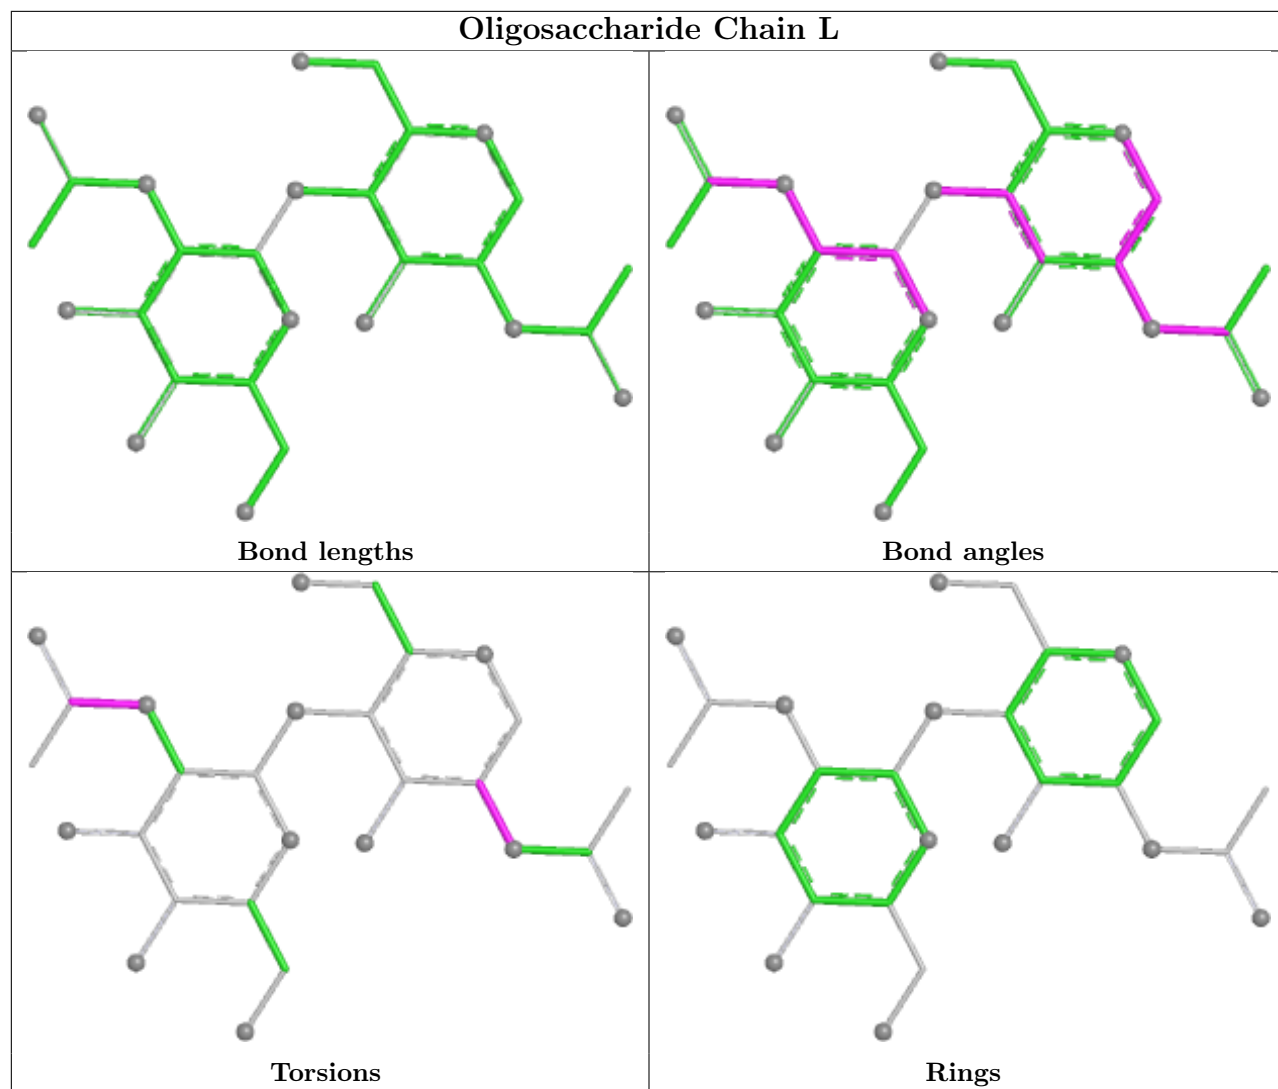 Oligosaccharide Chain L
Bond lengths
Bond angles
Torsions
Rings